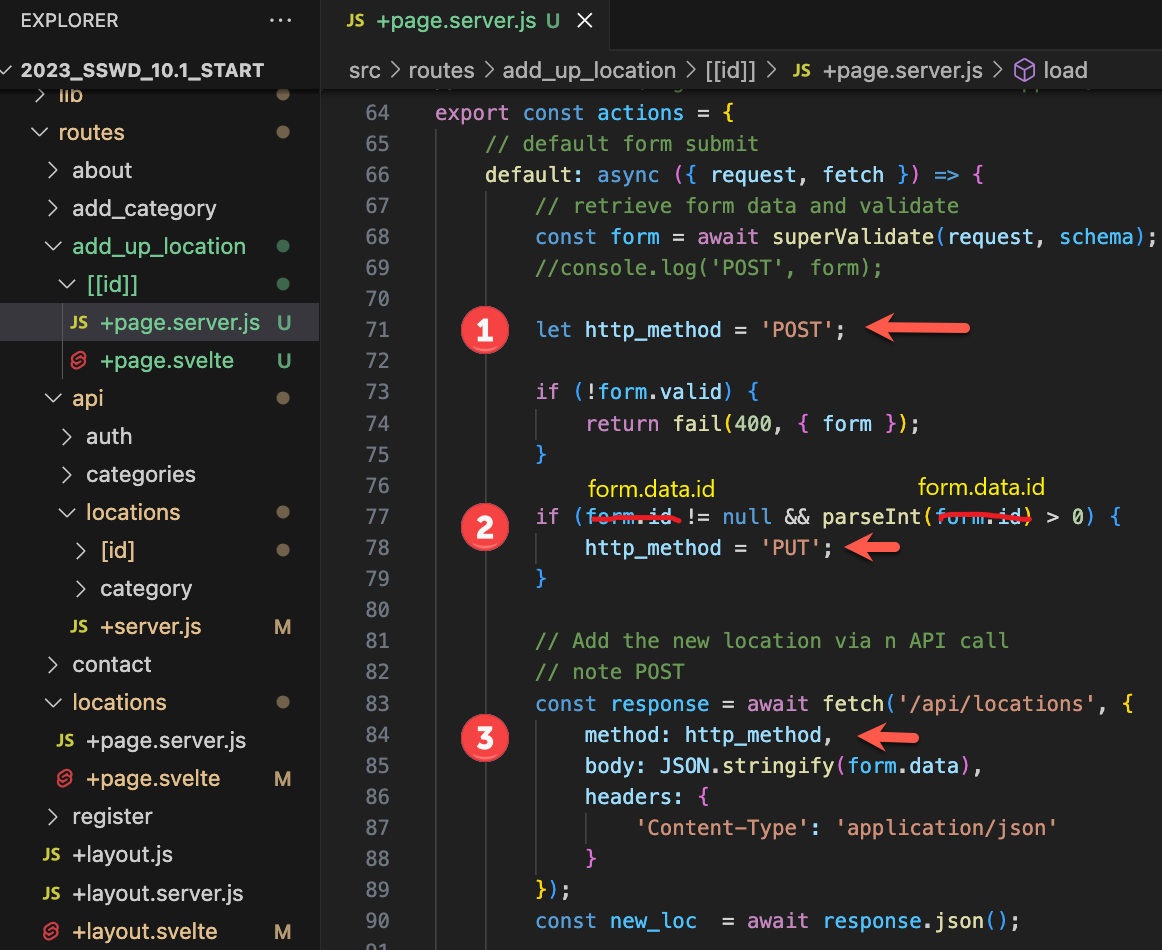 EXPLORER ...
2023_SSWD_10.1_START
lib
routes
about
add_category
add_up_location
[[id]]
JS +page.server.js U
+page.svelte U
api
auth
categories
locations
[id]
category
JS +server.js M
contact
locations
JS +page.server.js
+page.svelte M
register
JS +layout.js
JS +layout.server.js
+layout.svelte M
JS +page.server.js U
src > routes > add_up_location > [[id]] > JS +page.server.js > load
64 export const actions = {
65 // default form submit
66 default: async ({ request, fetch }) => {
67 // retrieve form data and validate
68 const form = await superValidate(request, schema);
69 //console.log('POST', form);
70
1
71 let http_method = 'POST';
72
73 if (!form.valid) {
74 return fail(400, { form });
75 }
76
form.data.id form.data.id
2
77 if (form.id != null && parseInt(form.id) > 0) {
78 http_method = 'PUT';
79 }
80
81 // Add the new location via n API call
82 // note POST
83 const response = await fetch('/api/locations', {
3
84 method: http_method,
85 body: JSON.stringify(form.data),
86 headers: {
87 'Content-Type': 'application/json'
88 }
89 });
90 const new_loc = await response.json();